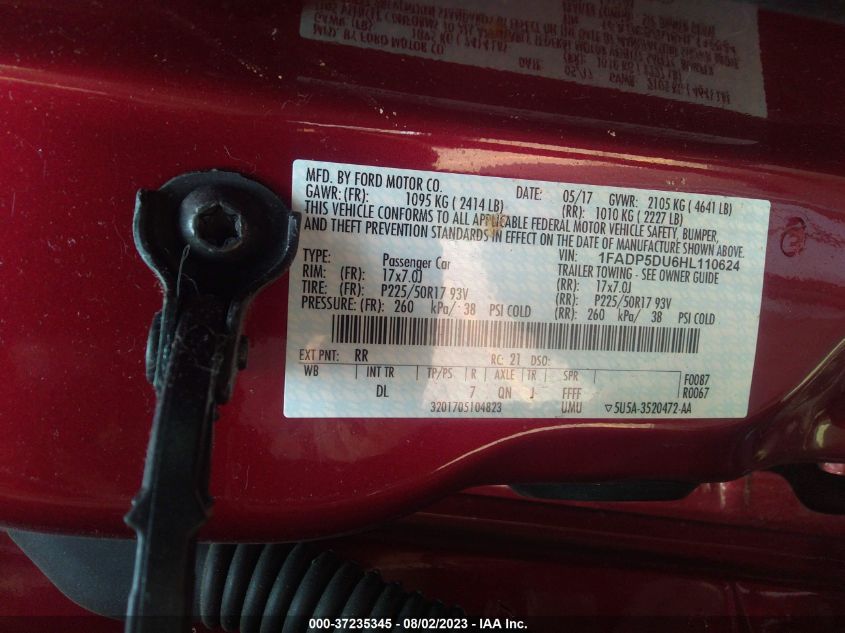 MFD. BY FORD MOTOR CO.
DATE: 05/17 GVWR: 2105 KG ( 4641 LB)
GAWR: (FR): 1095 KG ( 2414 LB) (RR): 1010 KG ( 2227 LB)
THIS VEHICLE CONFORMS TO ALL APPLICABLE FEDERAL MOTOR VEHICLE SAFETY, BUMPER,
AND THEFT PREVENTION STANDARDS IN EFFECT ON THE DATE OF MANUFACTURE SHOWN ABOVE.
VIN: 1FADP5DU6HL110624
TYPE: Passenger Car TRAILER TOWING - SEE OWNER GUIDE
RIM: (FR): 17x7.0J (RR): 17x7.0J
TIRE: (FR): P225/50R17 93V (RR): P225/50R17 93V
PRESSURE: (FR): 260 kPa/ 38 PSI COLD (RR): 260 kPa/ 38 PSI COLD
EXT PNT: RR RC: 21 DSO:
WB INT TR TP/PS R AXLE TR SPR F0087
DL 7 QN J FFFF R0067
3201705104823 UMU ▽5U5A-3520472-AA
000-37235345 — 08/02/2023 — IAA Inc.